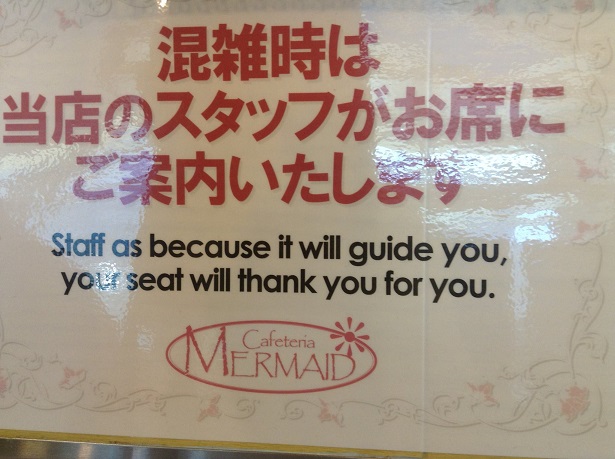 混雑時は
当店のスタッフがお席に
ご案内いたします
Staff as because it will guide you,
your seat will thank you for you.
Cafeteria
MERMAID